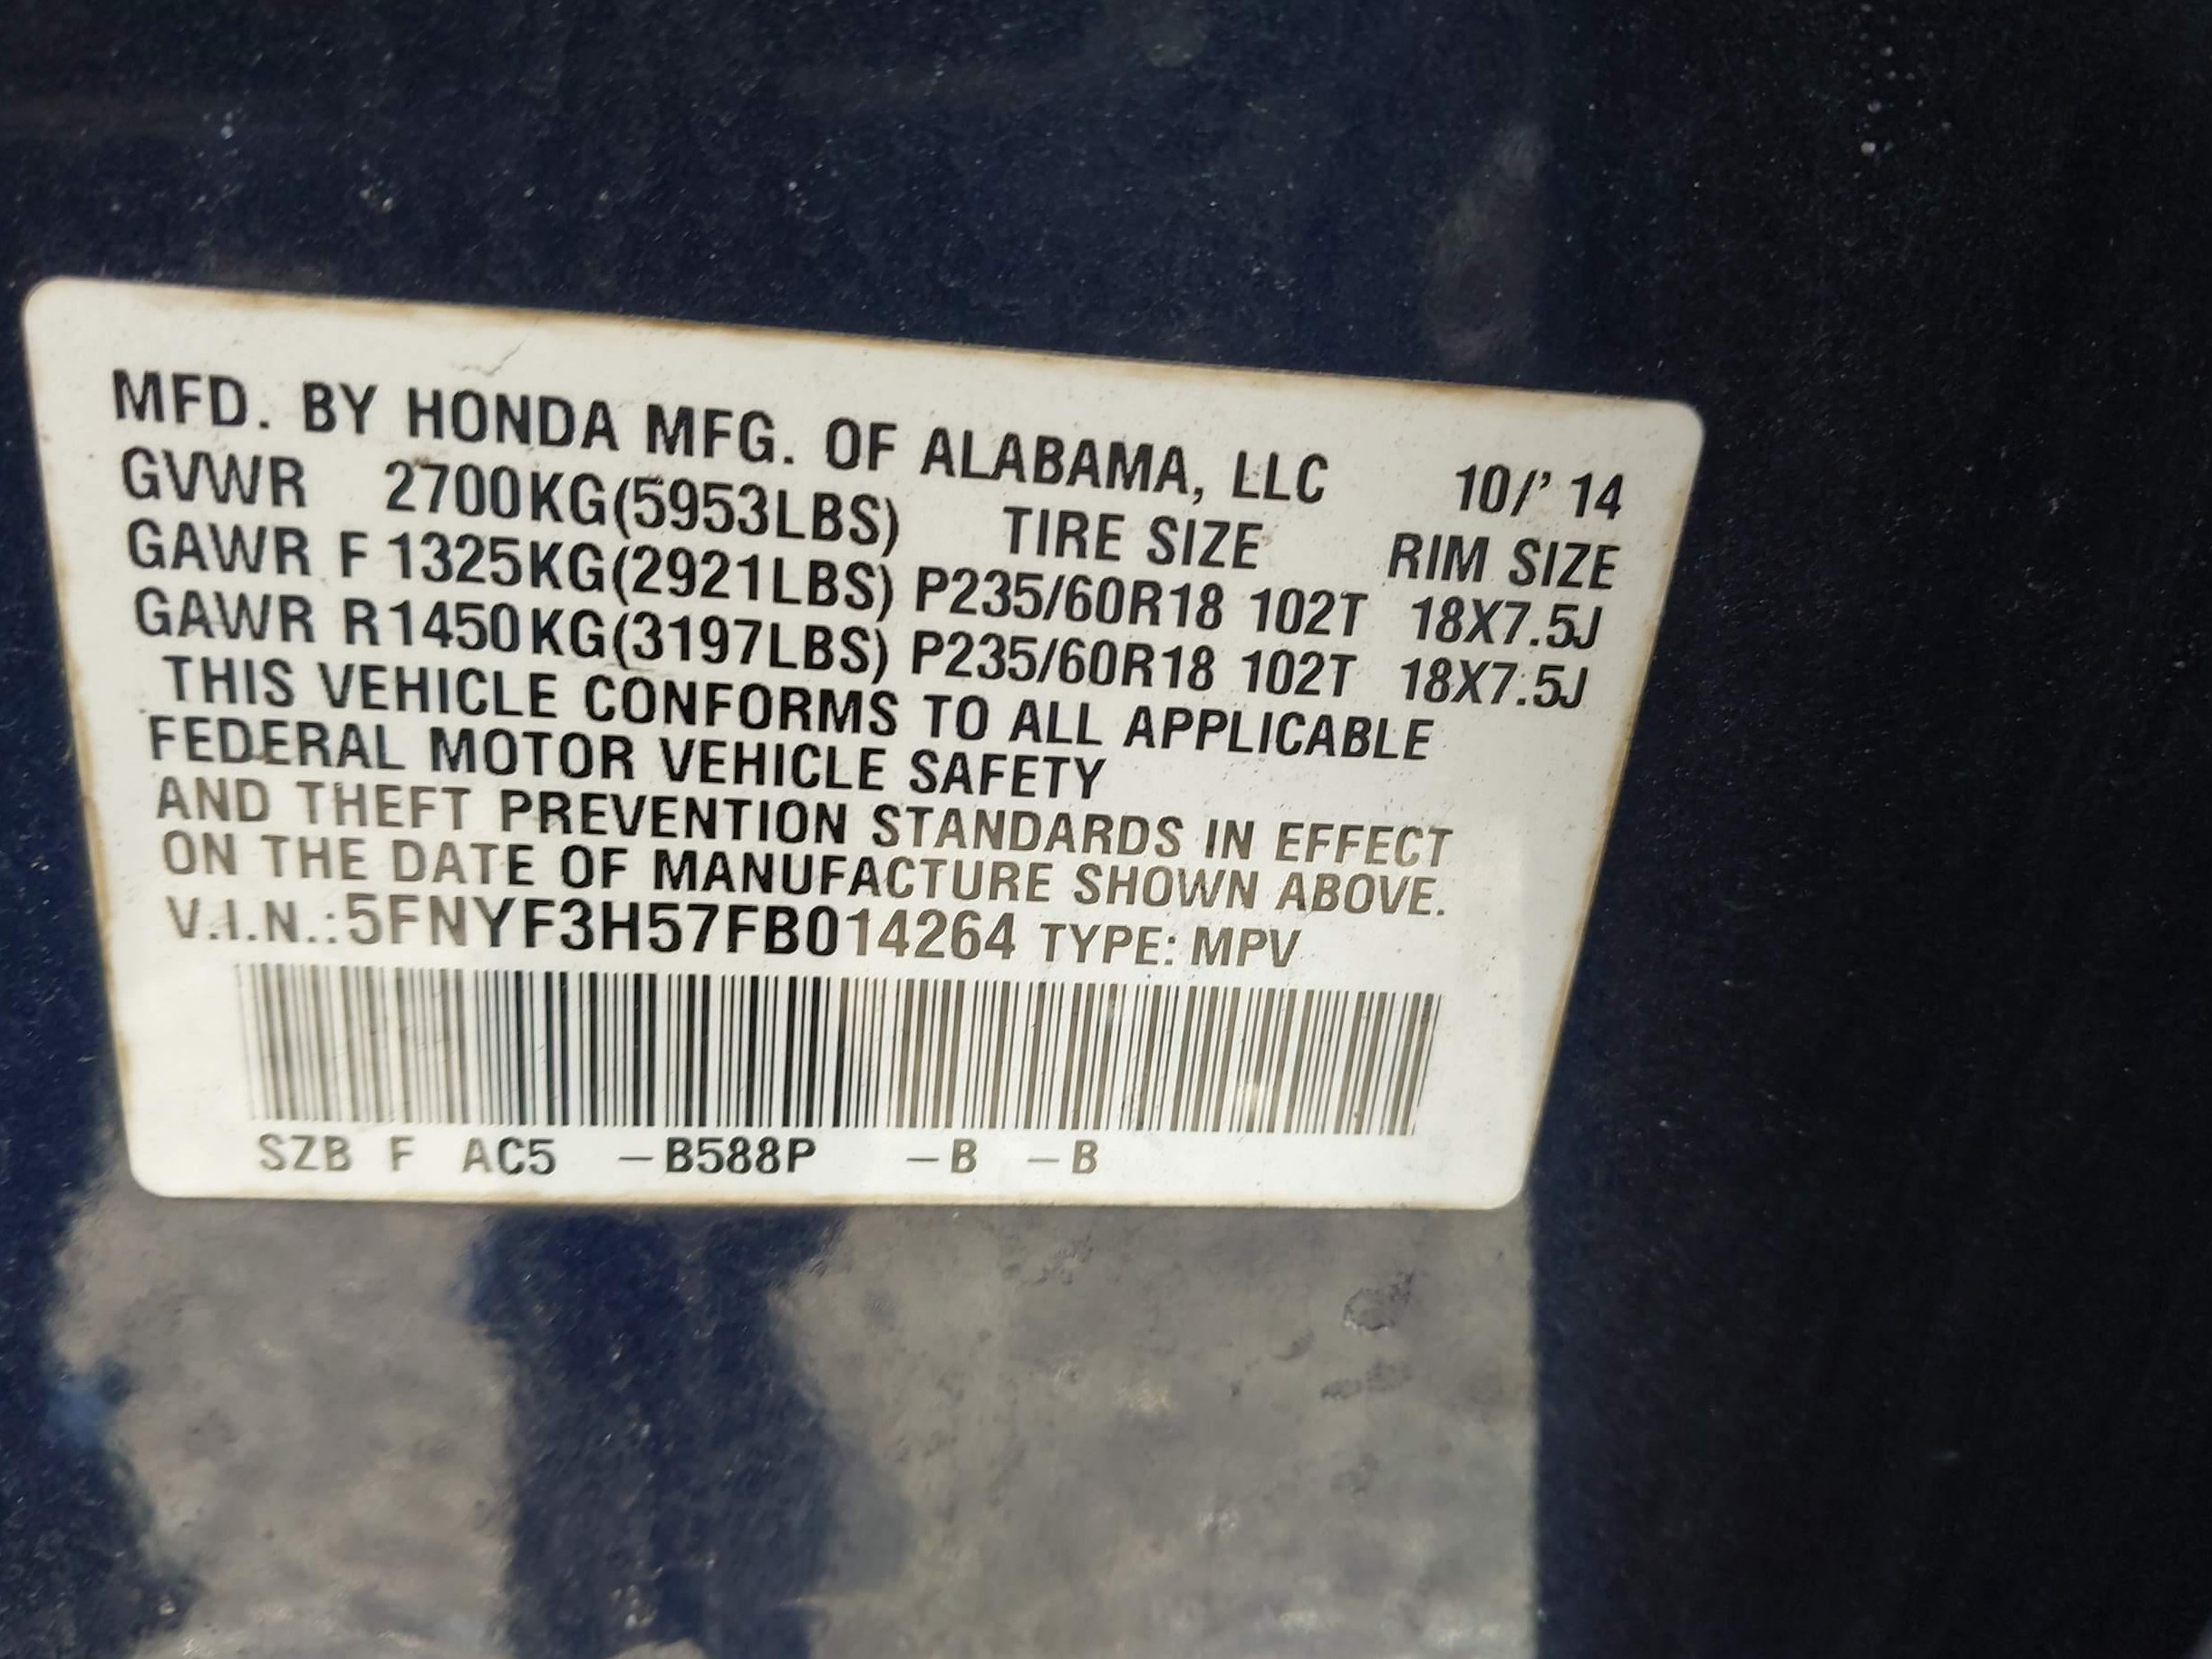 MFD. BY HONDA MFG. OF ALABAMA, LLC 10/' 14
GVWR 2700KG(5953LBS) TIRE SIZE RIM SIZE
GAWR F 1325KG(2921LBS) P235/60R18 102T 18X7.5J
GAWR R1450KG(3197LBS) P235/60R18 102T 18X7.5J
THIS VEHICLE CONFORMS TO ALL APPLICABLE
FEDERAL MOTOR VEHICLE SAFETY
AND THEFT PREVENTION STANDARDS IN EFFECT
ON THE DATE OF MANUFACTURE SHOWN ABOVE.
V.I.N.:5FNYF3H57FB014264 TYPE: MPV
SZB F AC5 –B588P –B –B